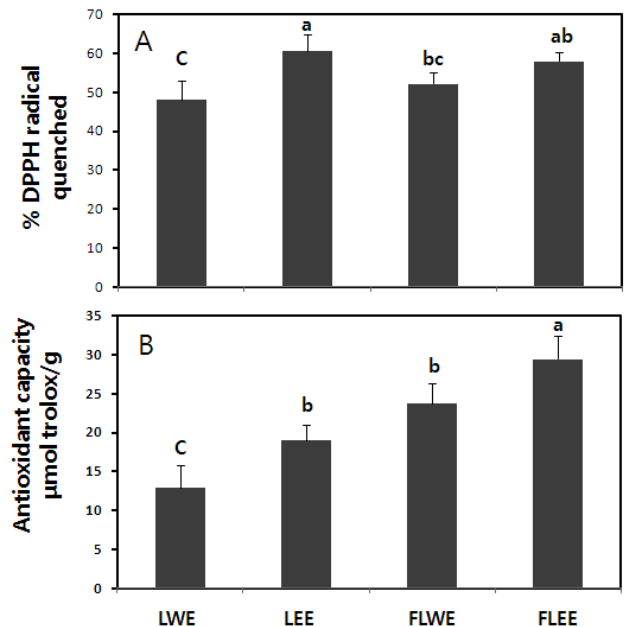 A
% DPPH radical
quenched
70
60
50
40
30
20
10
0
C
a
bc
ab
B
Antioxidant capacity
μmol trolox/g
35
30
25
20
15
10
5
0
C
b
b
a
LWE LEE FLWE FLEE